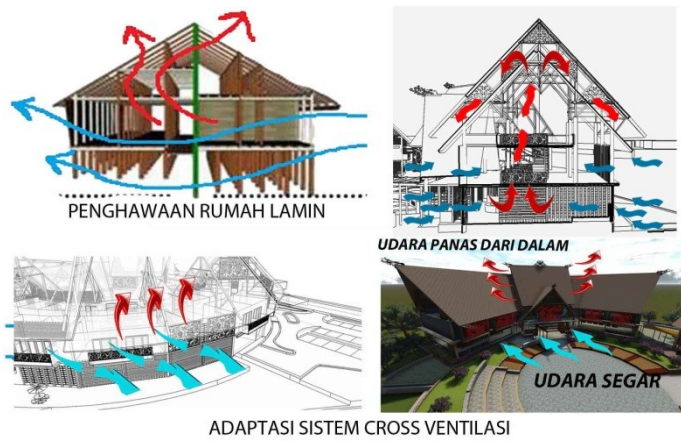 PENGHAWAAN RUMAH LAMIN
UDARA PANAS DARI DALAM
UDARA SEGAR
ADAPTASI SISTEM CROSS VENTILASI